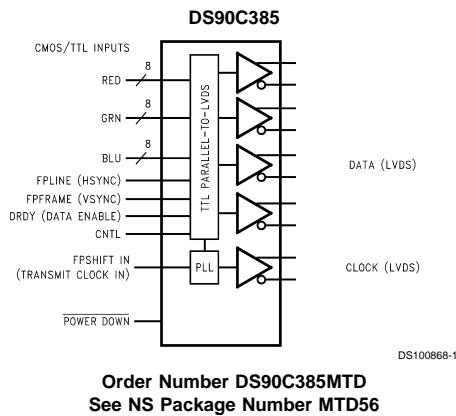 DS90C385
CMOS/TTL INPUTS
8
RED
8
GRN
8
BLU
FPLINE (HSYNC)
FPFRAME (VSYNC)
DRDY (DATA ENABLE)
CNTL
FPSHIFT IN
(TRANSMIT CLOCK IN)
POWER DOWN
TTL PARALLEL-TO-LVDS
PLL
DATA (LVDS)
CLOCK (LVDS)
DS100868-1
Order Number DS90C385MTD
See NS Package Number MTD56